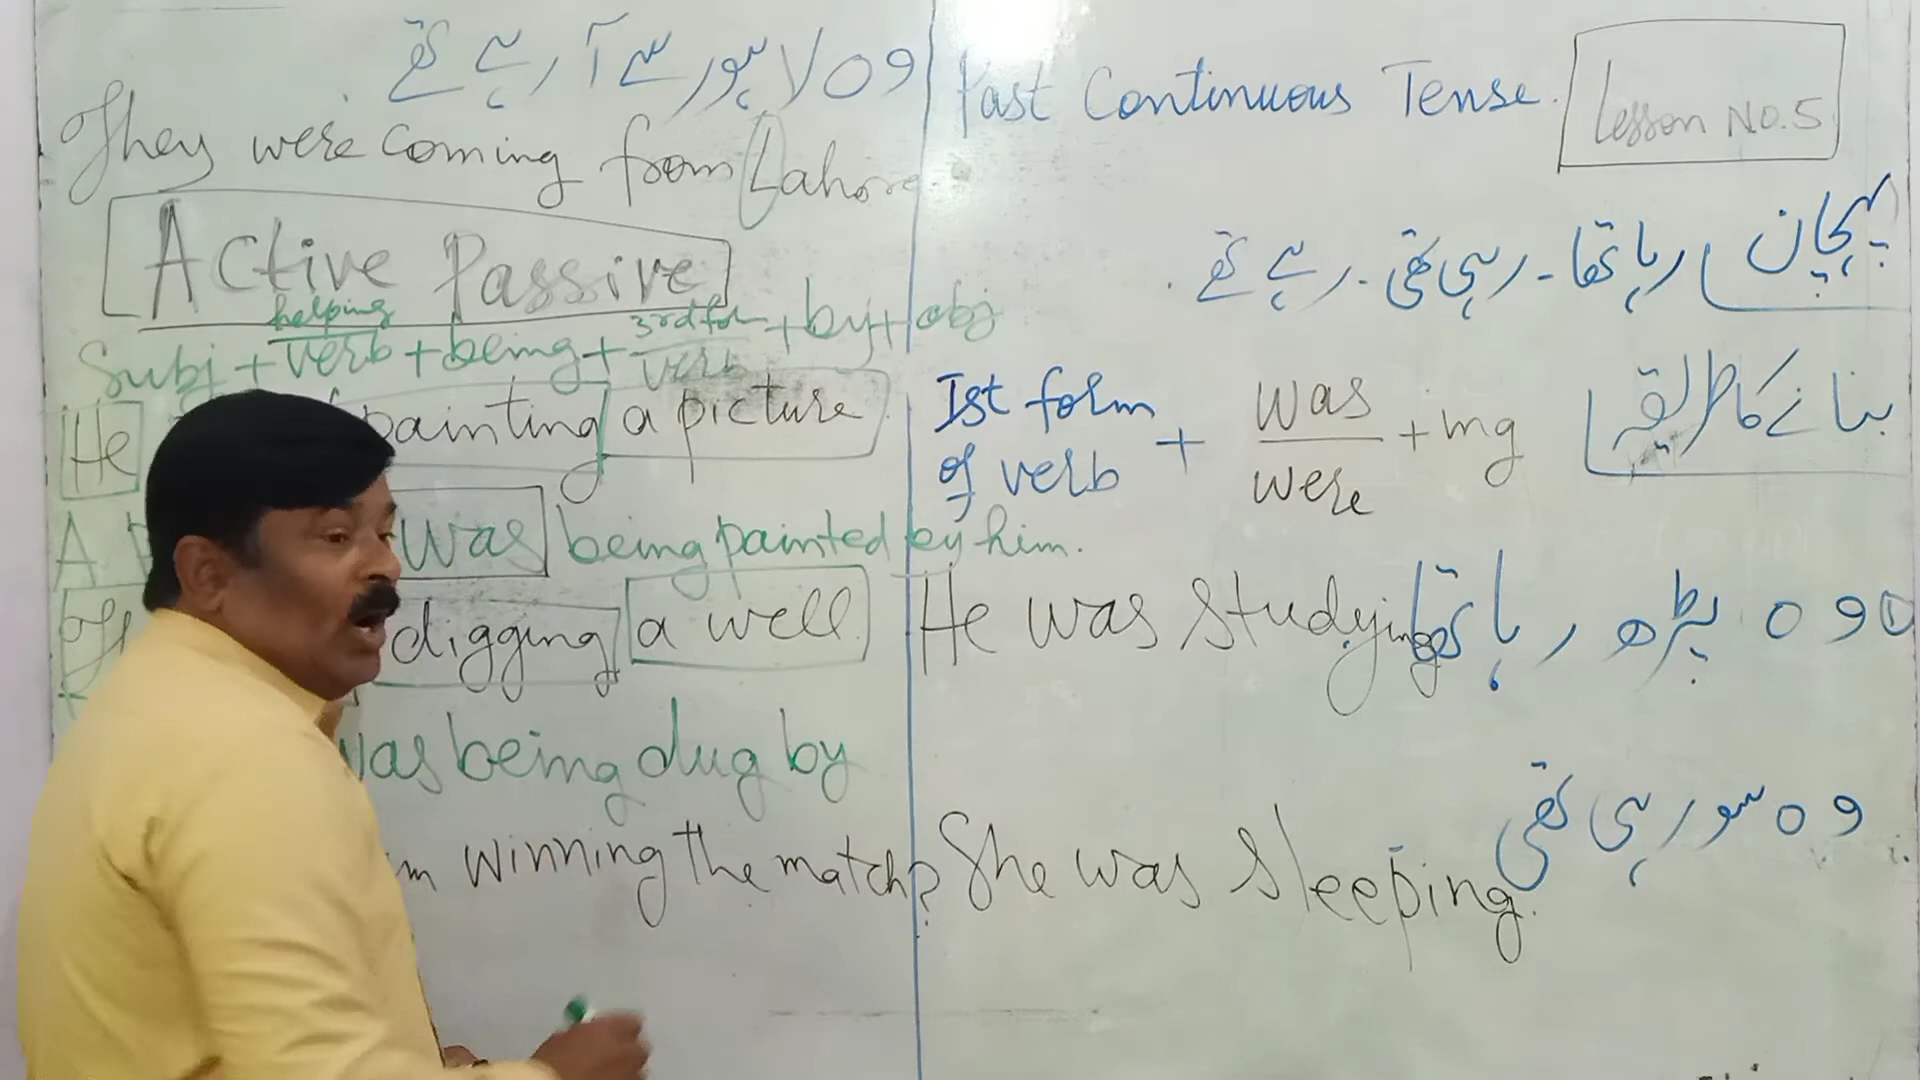 وہ لاہور سے آ رہے تھے
They were coming from Lahore
Active Passive
Subj + helping verb + being + 3rd form verb + by + obj
He painting a picture
A was being painted by him.
digging a well
was being dug by
winning the match?
Past Continuous Tense.
Lesson No.5
پہچان رہا تھا۔ رہی تھی۔ رہے تھے۔
بنانے کا طریقہ
Ist form of verb + was were + ing
وہ پڑھ رہا تھا
He was studying
وہ سو رہی تھی
She was sleeping.